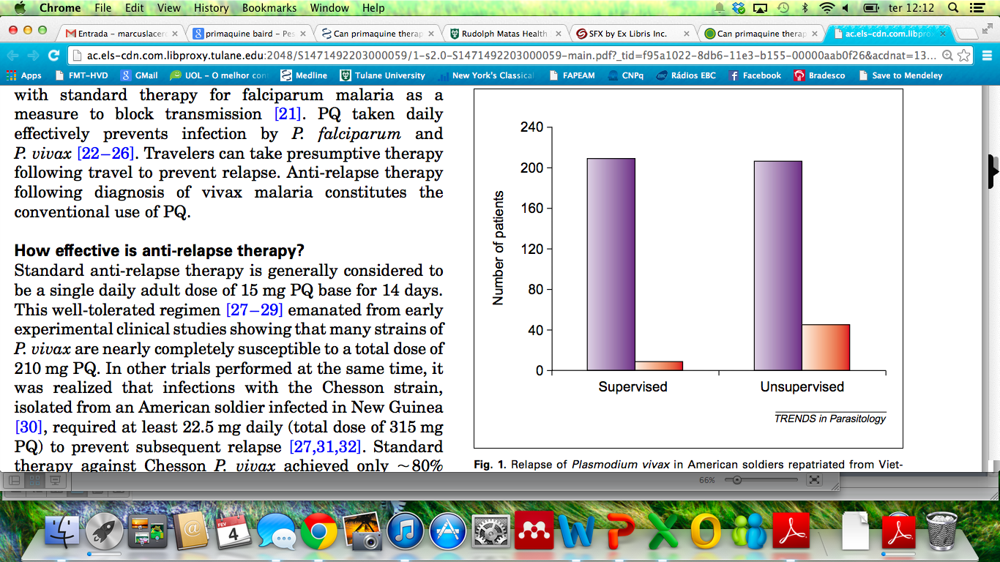 Chrome File Edit View History Bookmarks Window Help ter 12:12
Entrada – marcuslacer
primaquine baird – Pes
Can primaquine therap
Rudolph Matas Health
SFX by Ex Libris Inc.
Can primaquine therap
ac.els-cdn.com.libpro
ac.els-cdn.com.libproxy.tulane.edu:2048/S1471492203000059/1-s2.0-S1471492203000059-main.pdf?_tid=f95a1022-8db6-11e3-b155-00000aab0f26&acdnat=13...
Apps FMT-HVD GMail UOL - O melhor con Medline Tulane University New York's Classical FAPEAM CNPq Rádios EBC Facebook Bradesco Save to Mendeley
with standard therapy for falciparum malaria as a
measure to block transmission [21]. PQ taken daily
effectively prevents infection by P. falciparum and
P. vivax [22–26]. Travelers can take presumptive therapy
following travel to prevent relapse. Anti-relapse therapy
following diagnosis of vivax malaria constitutes the
conventional use of PQ.
How effective is anti-relapse therapy?
Standard anti-relapse therapy is generally considered to
be a single daily adult dose of 15 mg PQ base for 14 days.
This well-tolerated regimen [27–29] emanated from early
experimental clinical studies showing that many strains of
P. vivax are nearly completely susceptible to a total dose of
210 mg PQ. In other trials performed at the same time, it
was realized that infections with the Chesson strain,
isolated from an American soldier infected in New Guinea
[30], required at least 22.5 mg daily (total dose of 315 mg
PQ) to prevent subsequent relapse [27,31,32]. Standard
therapy against Chesson P. vivax achieved only ~80%
Number of patients
240
200
160
120
80
40
0
Supervised Unsupervised
TRENDS in Parasitology
Fig. 1. Relapse of Plasmodium vivax in American soldiers repatriated from Viet-
66%
FEV
4